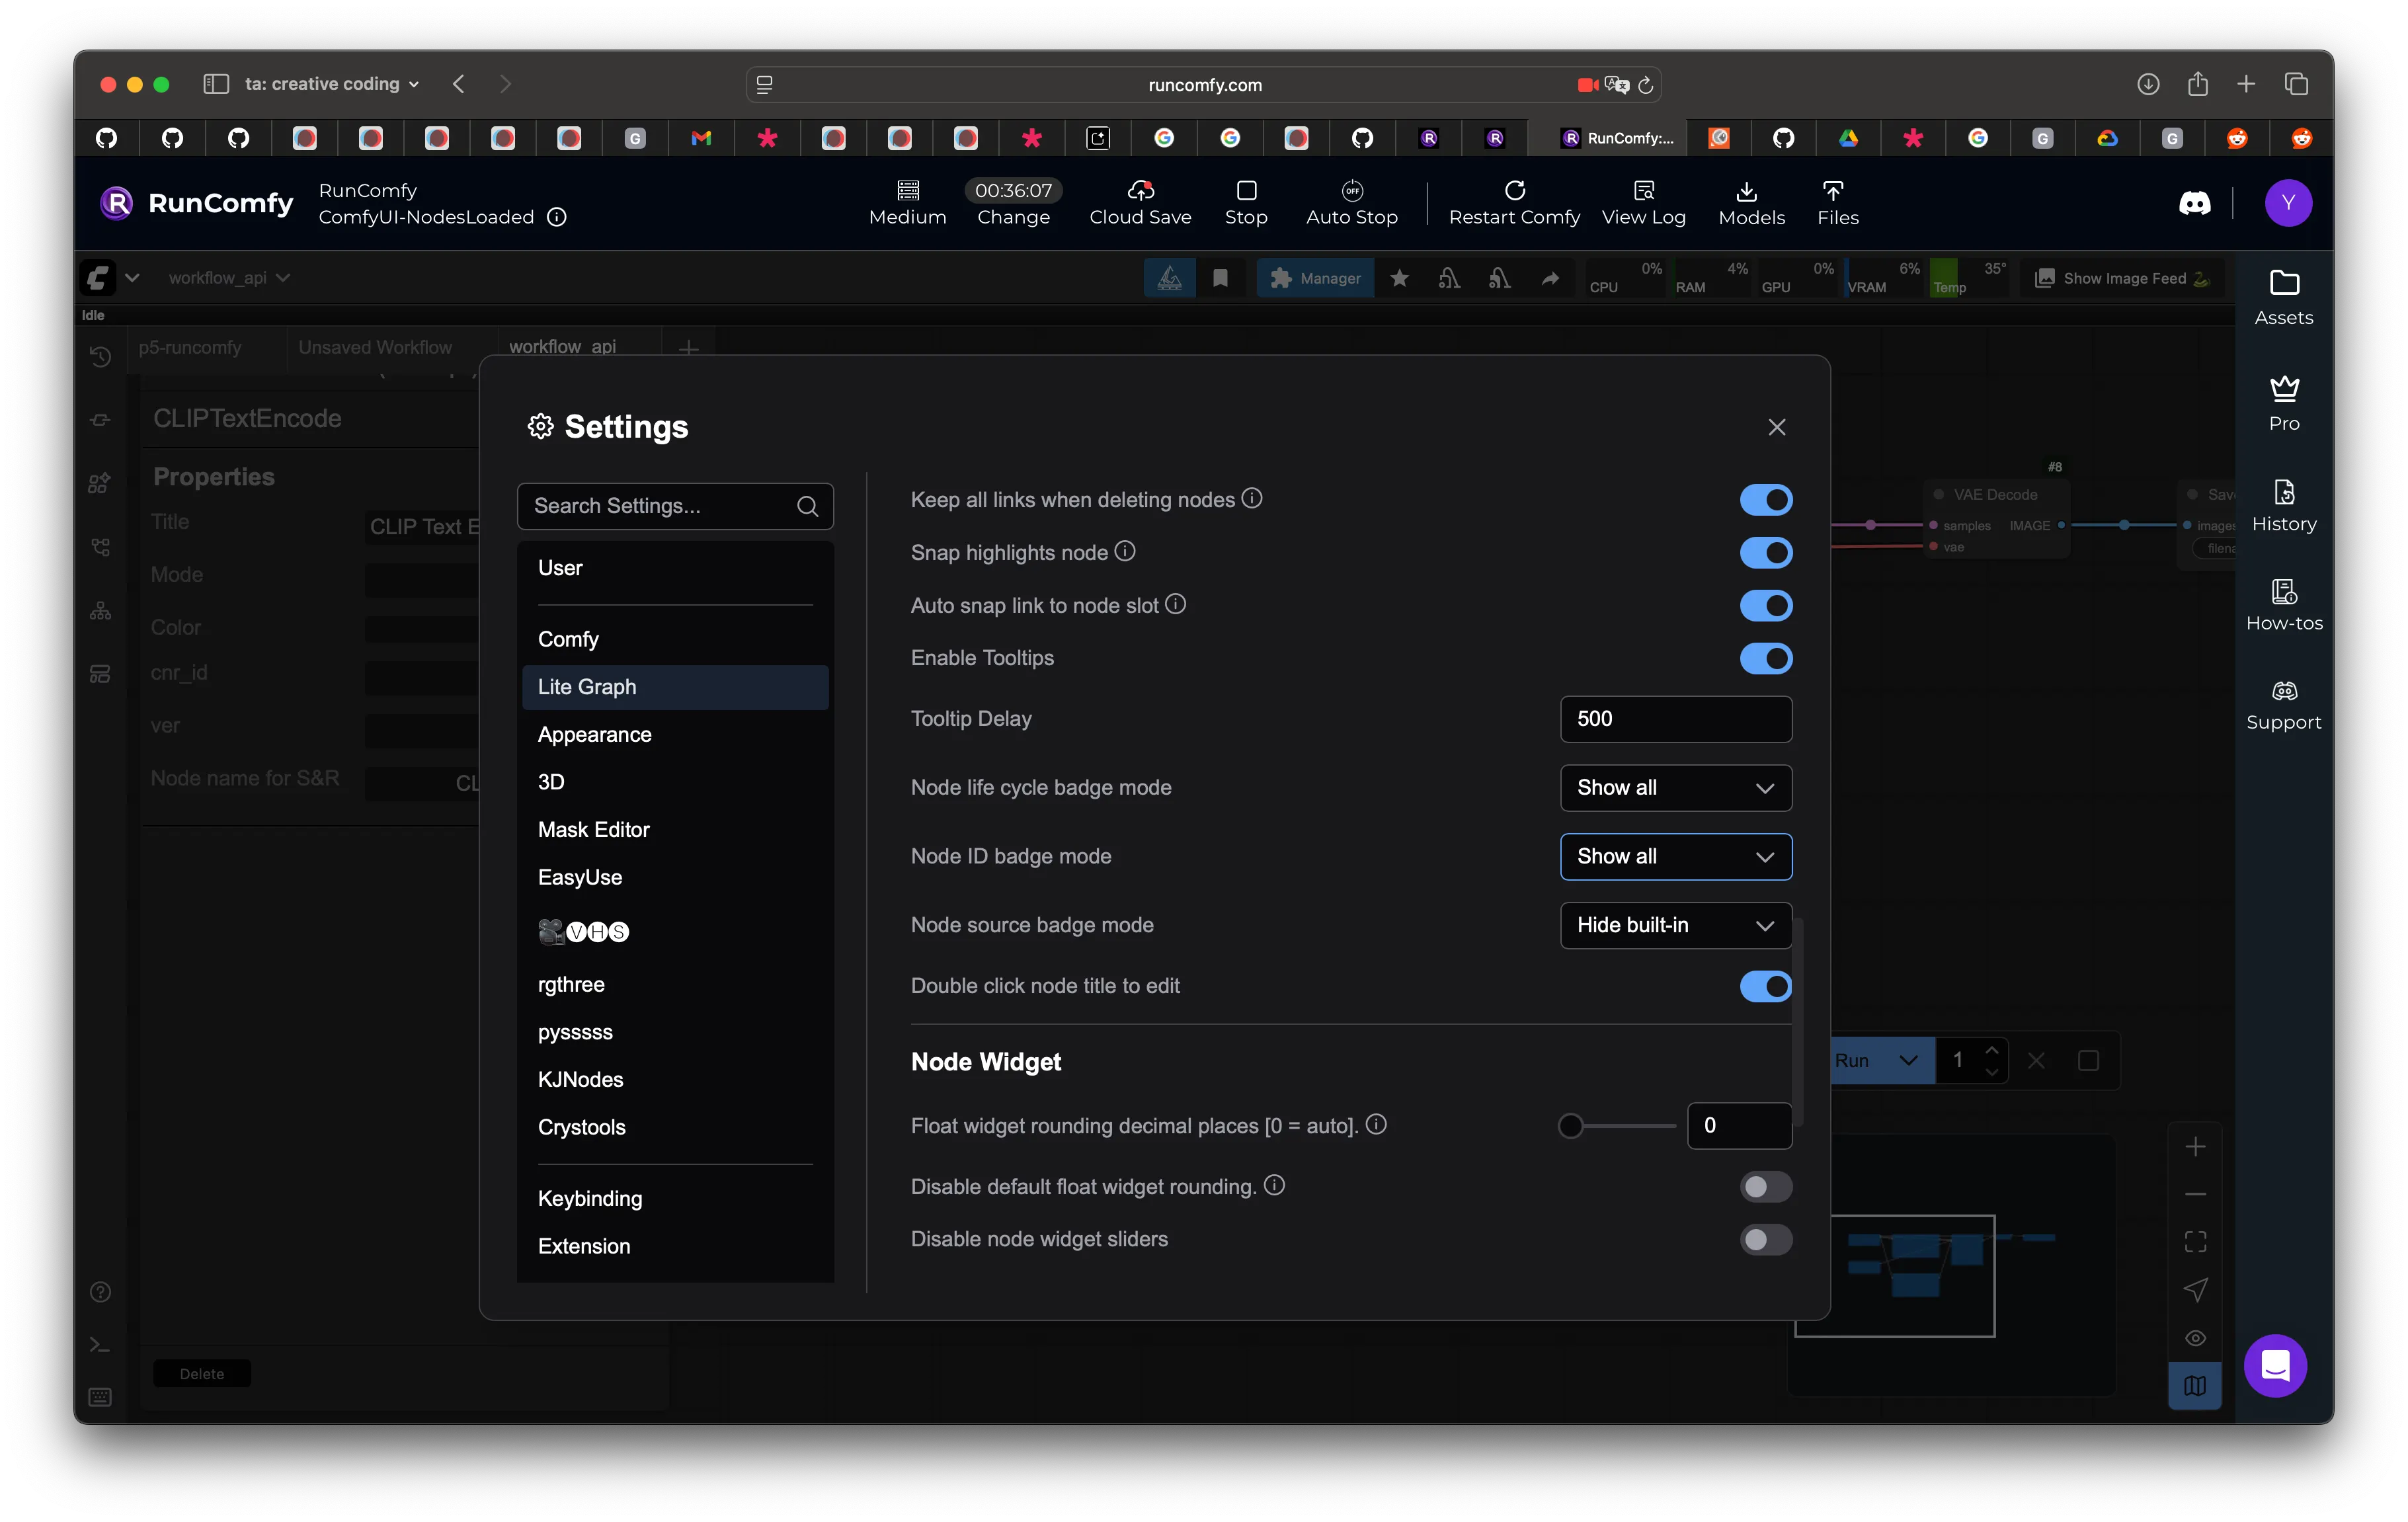 ta: creative coding
runcomfy.com
RunComfy:...
RunComfy
RunComfy
ComfyUI-NodesLoaded
Medium
00:36:07
Change
Cloud Save
Stop
OFF
Auto Stop
Restart Comfy
View Log
Models
Files
Y
workflow_api
Manager
CPU 0%
RAM 4%
GPU 0%
VRAM 6%
Temp 35°
Show Image Feed
Idle
p5-runcomfy
Unsaved Workflow
workflow_api
Assets
Pro
History
How-tos
Support
CLIPTextEncode
Properties
Title
CLIP Text E
Mode
Color
cnr_id
ver
Node name for S&R
CL
Delete
Settings
Search Settings...
User
Comfy
Lite Graph
Appearance
3D
Mask Editor
EasyUse
VHS
rgthree
pysssss
KJNodes
Crystools
Keybinding
Extension
Keep all links when deleting nodes
Snap highlights node
Auto snap link to node slot
Enable Tooltips
Tooltip Delay
500
Node life cycle badge mode
Show all
Node ID badge mode
Show all
Node source badge mode
Hide built-in
Double click node title to edit
Node Widget
Float widget rounding decimal places [0 = auto].
0
Disable default float widget rounding.
Disable node widget sliders
#8
VAE Decode
samples
IMAGE
vae
Sav
images
filena
Run
1